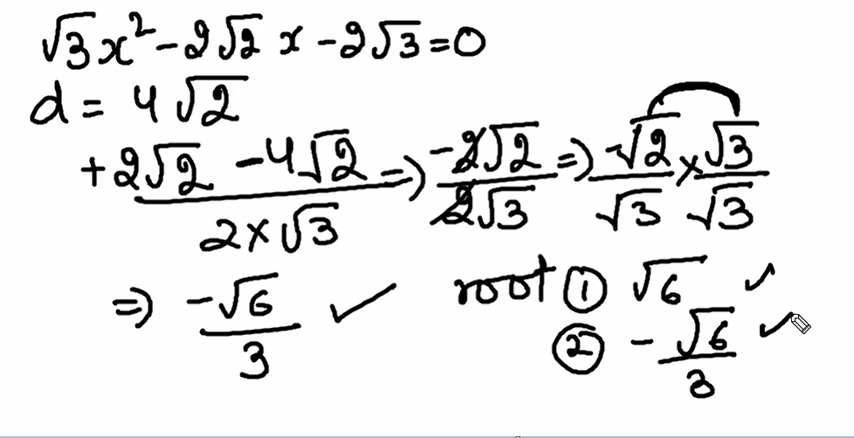 √3x² - 2√2 x - 2√3 = 0
d = 4√2
(+2√2 - 4√2)/(2×√3) ⇒ (-2√2)/(2√3) ⇒ (-√2)/(√3) × (√3)/(√3)
⇒ (-√6)/3 ✓ root ① √6 ✓
② -(√6)/3 ✓